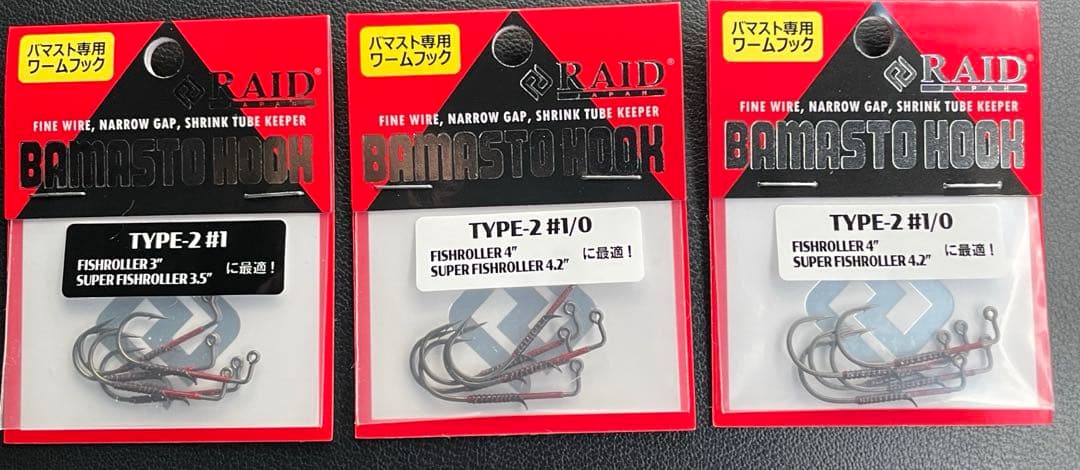 バマスト専用
ワームフック
RAID®
JAPAN
FINE WIRE, NARROW GAP, SHRINK TUBE KEEPER
BAMASTO HOOK
TYPE-2 #1
FISHROLLER 3"
SUPER FISHROLLER 3.5"
に最適!
バマスト専用
ワームフック
RAID®
JAPAN
FINE WIRE, NARROW GAP, SHRINK TUBE KEEPER
BAMASTO HOOK
TYPE-2 #1/0
FISHROLLER 4"
SUPER FISHROLLER 4.2"
に最適!
バマスト専用
ワームフック
RAID®
JAPAN
FINE WIRE, NARROW GAP, SHRINK TUBE KEEPER
BAMASTO HOOK
TYPE-2 #1/0
FISHROLLER 4"
SUPER FISHROLLER 4.2"
に最適!